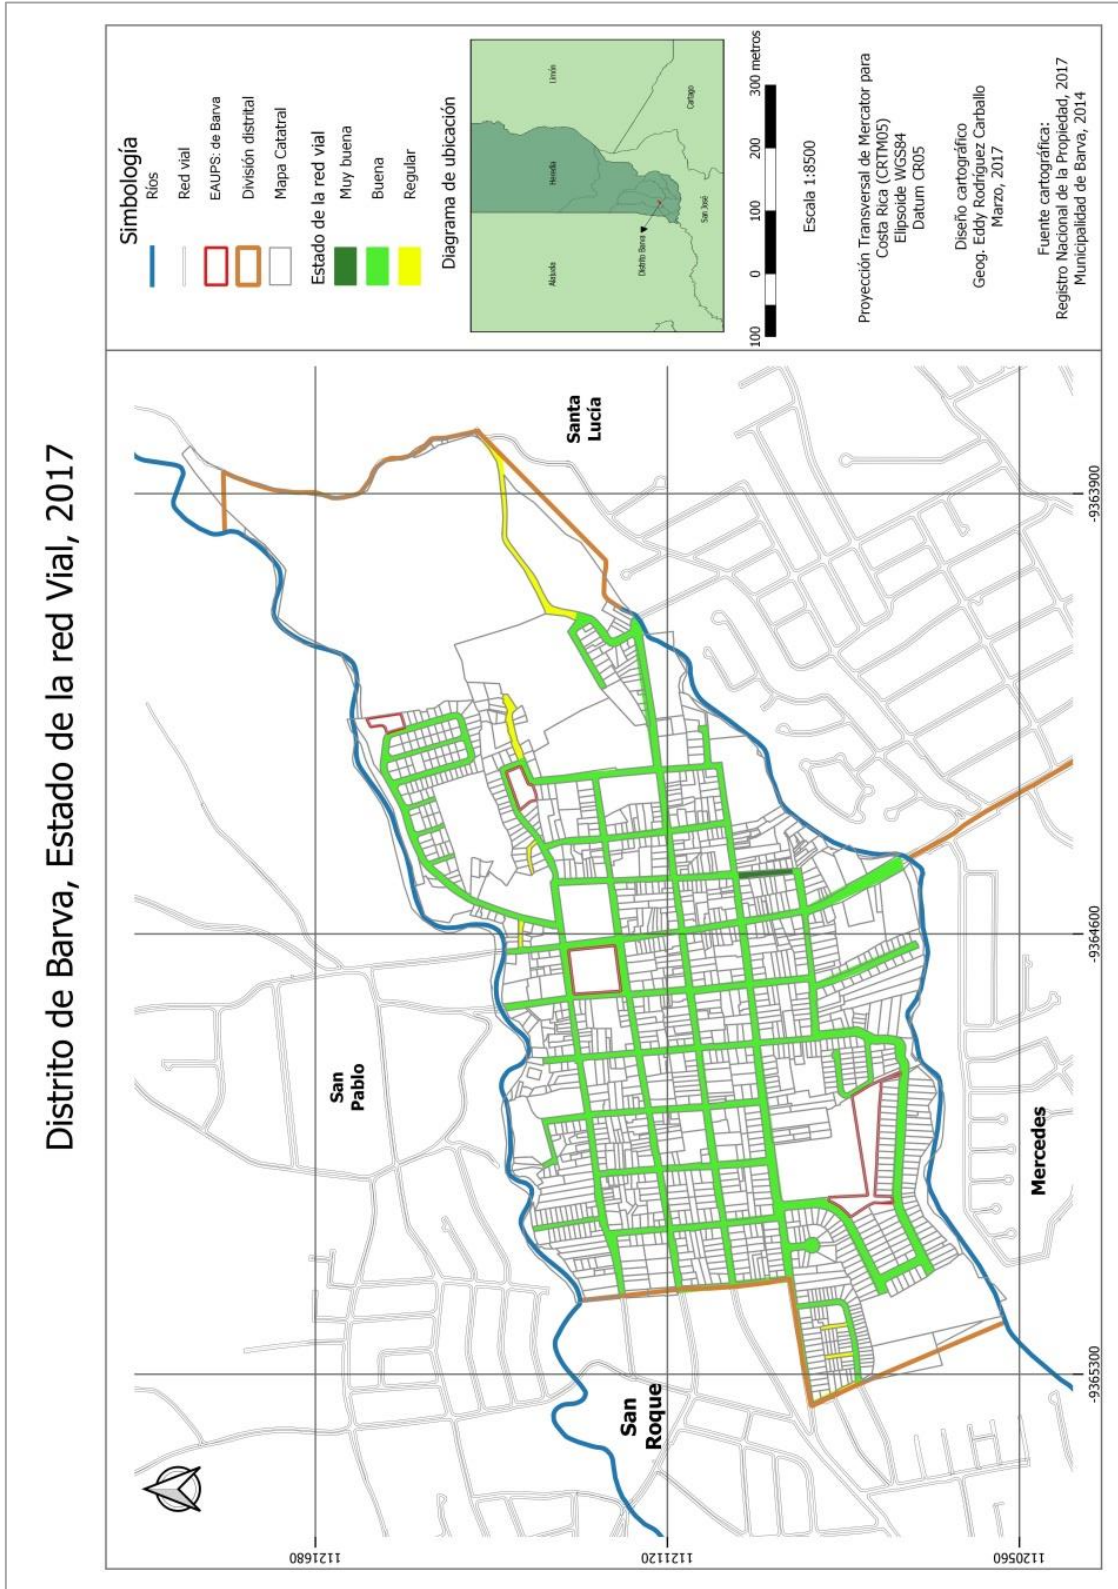 Distrito de Barva, Estado de la red Vial, 2017
San
Pablo
Santa
Lucía
San
Roque
Mercedes
1121680
1121120
1120560
-9365300
-9364600
-9363900
Simbología
Ríos
Red vial
EAUPS: de Barva
División distrital
Mapa Catatral
Estado de la red vial
Muy buena
Buena
Regular
Diagrama de ubicación
Limón
Heredia
Alajuela
Cartago
San José
Distrito Barva
100 0 100 200 300 metros
Escala 1:8500
Proyección Transversal de Mercator para
Costa Rica (CRTM05)
Elipsoide WGS84
Datum CR05
Diseño cartográfico
Geog. Eddy Rodríguez Carballo
Marzo, 2017
Fuente cartográfica:
Registro Nacional de la Propiedad, 2017
Municipalidad de Barva, 2014